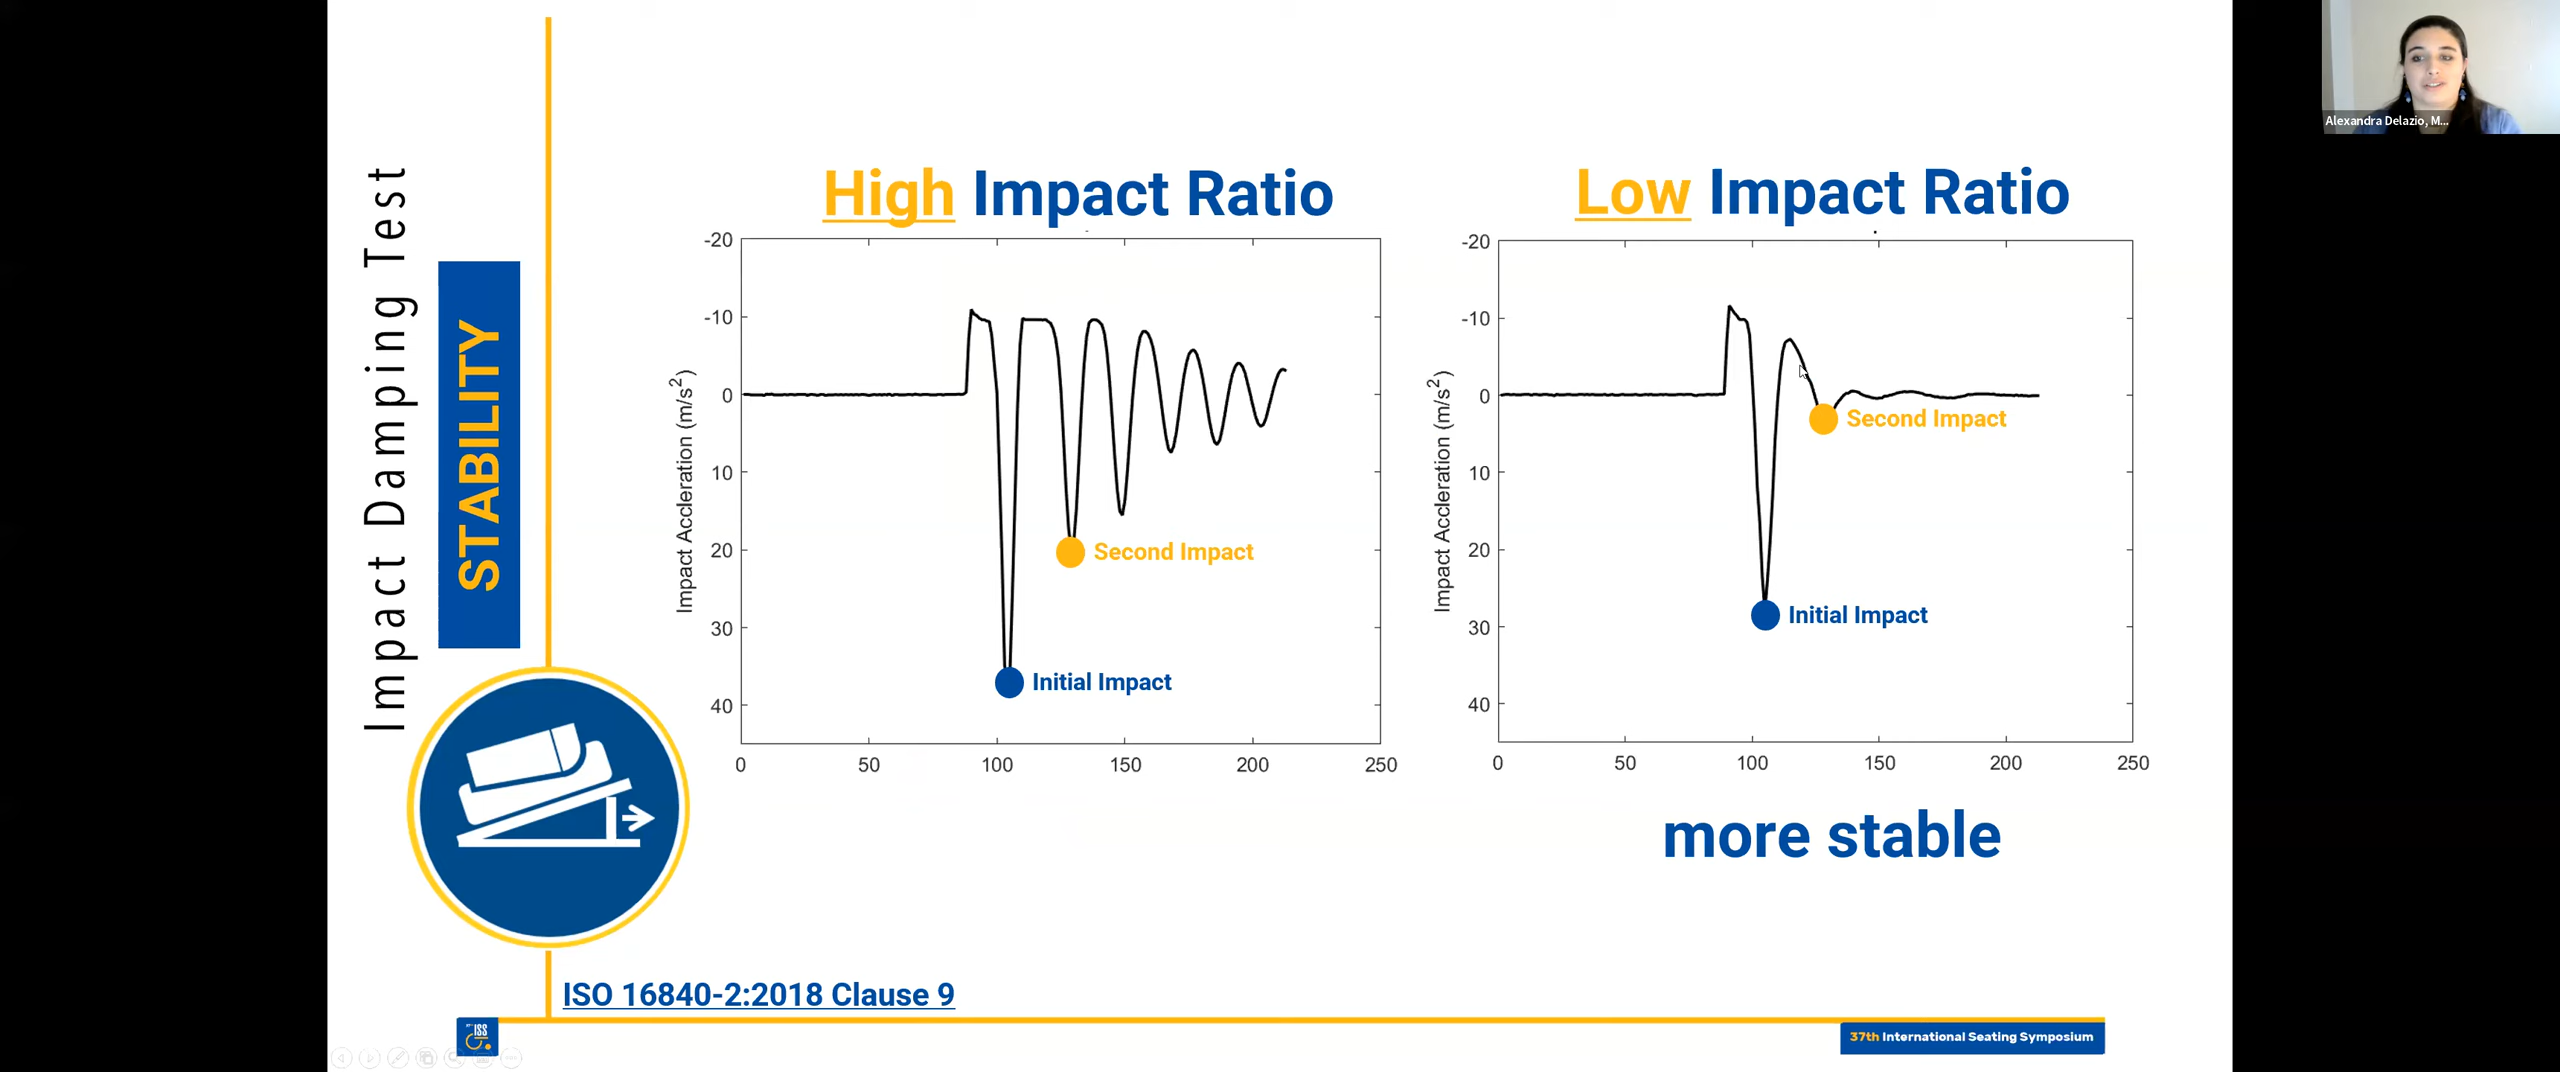 Alexandra Delazio, M...
Impact Damping Test
STABILITY
High Impact Ratio
-20
-10
0
10
20
30
40
0
50
100
150
200
250
Impact Accleration (m/s²)
Second Impact
Initial Impact
Low Impact Ratio
-20
-10
0
10
20
30
40
0
50
100
150
200
250
Impact Accleration (m/s²)
Second Impact
Initial Impact
more stable
ISO 16840-2:2018 Clause 9
ISS
37th International Seating Symposium